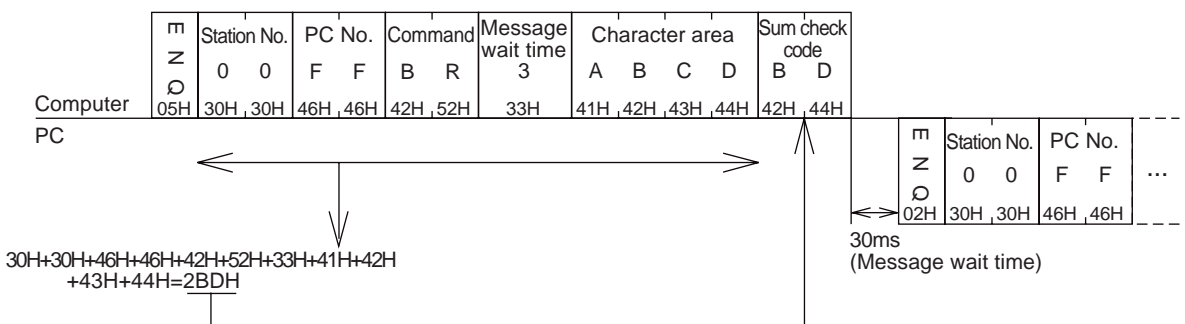 ENQ Station No. PC No. Command Message wait time Character area Sum check code
0 0 F F B R 3 A B C D B D
Computer 05H 30H 30H 46H 46H 42H 52H 33H 41H 42H 43H 44H 42H 44H
PC
ENQ Station No. PC No.
0 0 F F ...
02H 30H 30H 46H 46H
30ms
(Message wait time)
30H+30H+46H+46H+42H+52H+33H+41H+42H
+43H+44H=2BDH